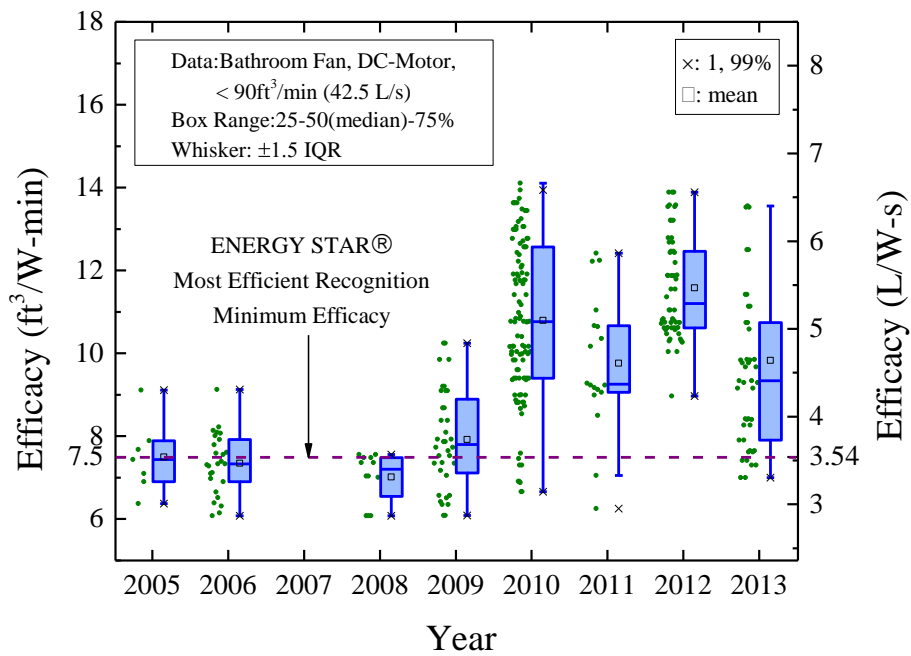 18
16
14
12
10
8
7.5
6
Efficacy (ft³/W-min)
Data:Bathroom Fan, DC-Motor,
< 90ft³/min (42.5 L/s)
Box Range:25-50(median)-75%
Whisker: ±1.5 IQR
×: 1, 99%
□: mean
ENERGY STAR®
Most Efficient Recognition
Minimum Efficacy
8
7
6
5
4
3.54
3
Efficacy (L/W-s)
2005 2006 2007 2008 2009 2010 2011 2012 2013
Year